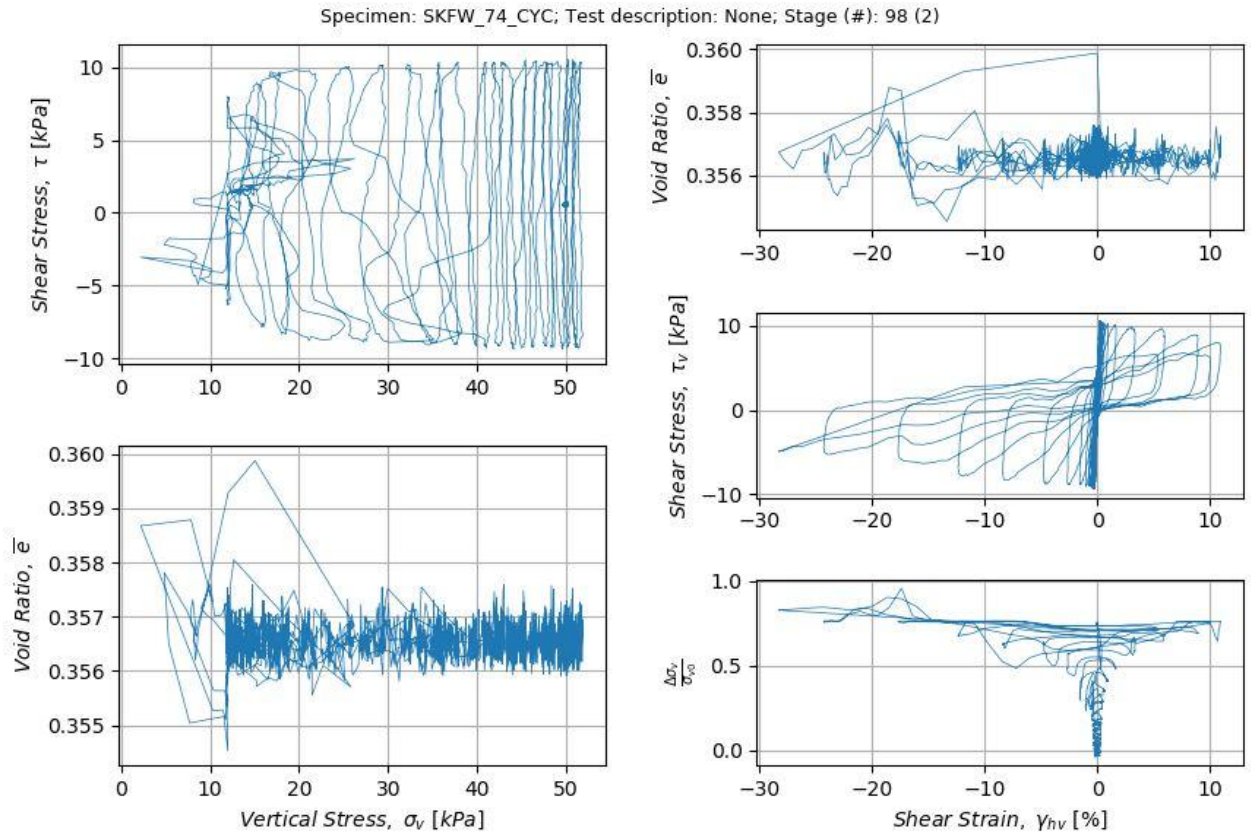 Specimen: SKFW_74_CYC; Test description: None; Stage (#): 98 (2)
10
5
0
−5
−10
Shear Stress, τ [kPa]
0 10 20 30 40 50
0.360
0.359
0.358
0.357
0.356
0.355
Void Ratio, e̅
0 10 20 30 40 50
Vertical Stress, σv [kPa]
0.360
0.358
0.356
Void Ratio, e̅
−30 −20 −10 0 10
10
0
−10
Shear Stress, τv [kPa]
−30 −20 −10 0 10
1.0
0.5
0.0
Δσv
σv0
−30 −20 −10 0 10
Shear Strain, γhv [%]